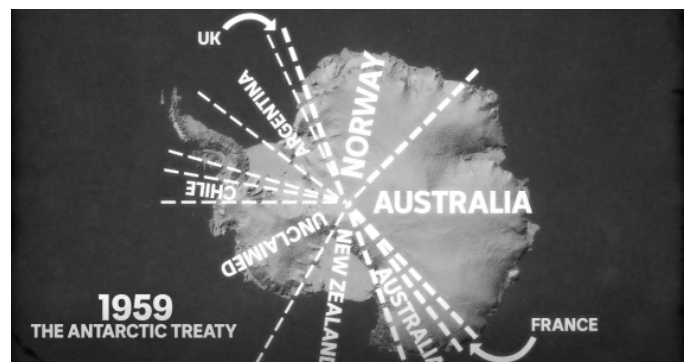 UK
ARGENTINA
NORWAY
CHILE
AUSTRALIA
UNCLAIMED
NEW ZEALAND
AUSTRALIA
1959
THE ANTARCTIC TREATY
FRANCE